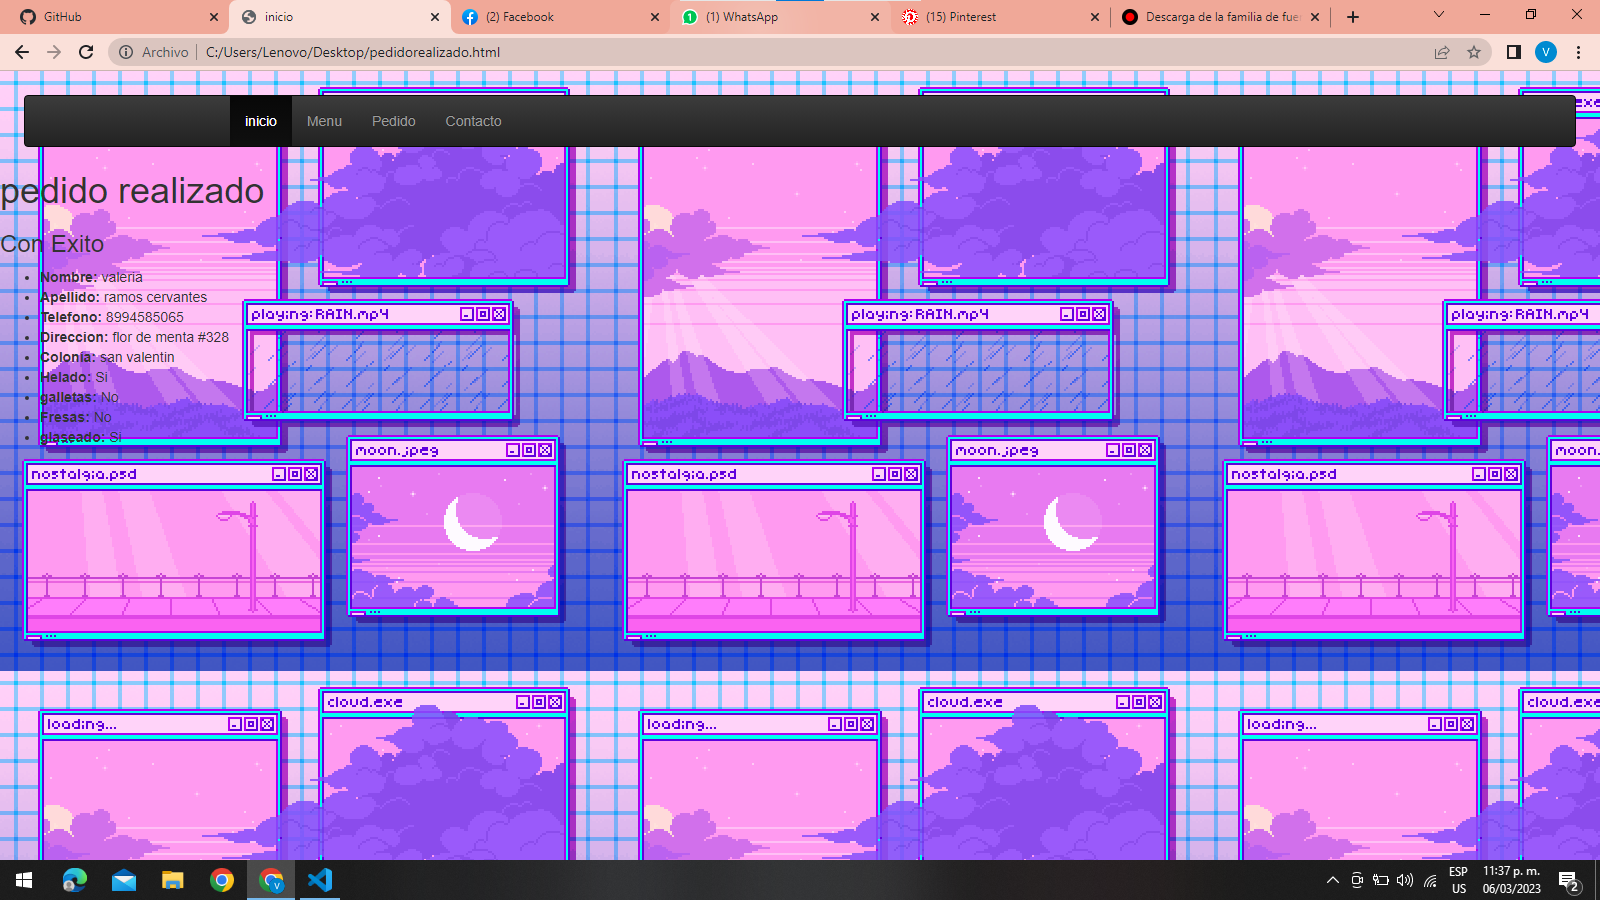 GitHub
inicio
(2) Facebook
(1) WhatsApp
(15) Pinterest
Descarga de la familia de fuer
Archivo
C:/Users/Lenovo/Desktop/pedidorealizado.html
V
inicio
Menu
Pedido
Contacto
pedido realizado
Con Exito
Nombre: valeria
Apellido: ramos cervantes
Telefono: 8994585065
Direccion: flor de menta #328
Colonia: san valentin
Helado: Si
galletas: No
Fresas: No
glaseado: Si
playing:RAIN.mp4
playing:RAIN.mp4
playing:RAIN.mp4
moon.jpeg
moon.jpeg
moon.
nostalgia.psd
nostalgia.psd
nostalgia.psd
cloud.exe
cloud.exe
cloud.exe
loading...
loading...
loading...
ESP
US
11:37 p. m.
06/03/2023
2